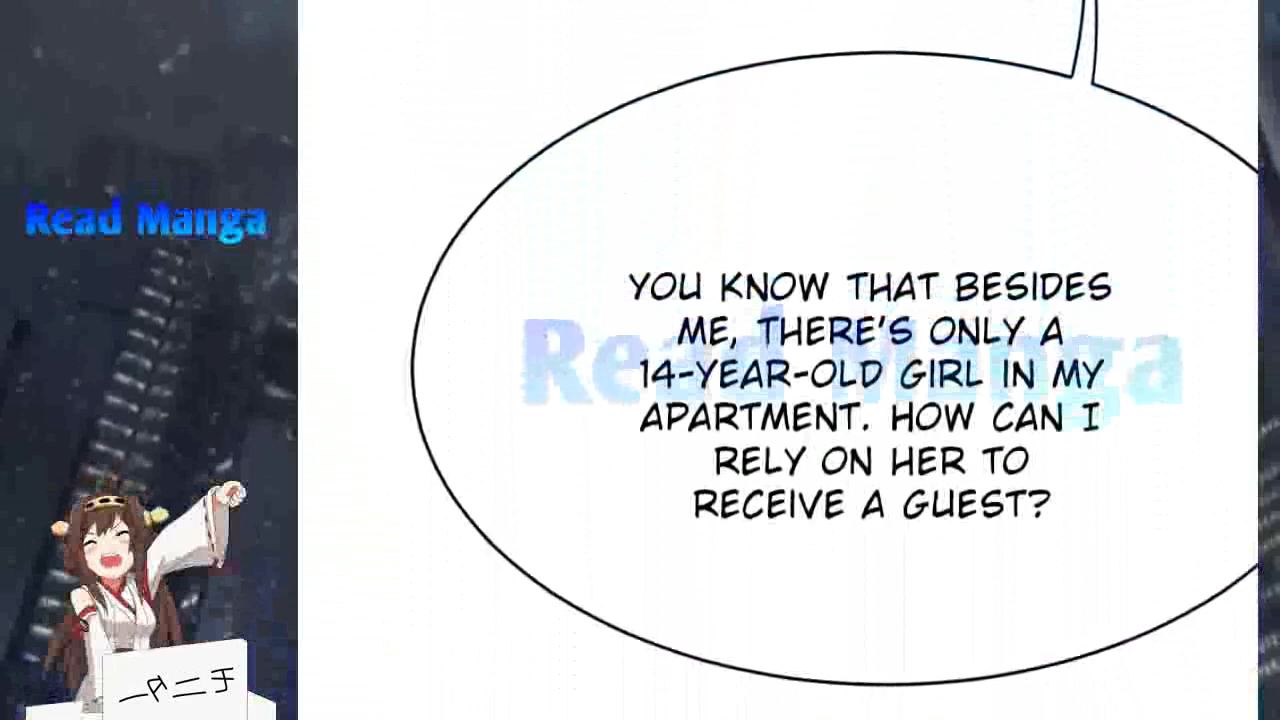 Read Manga
YOU KNOW THAT BESIDES
ME, THERE'S ONLY A
14-YEAR-OLD GIRL IN MY
APARTMENT. HOW CAN I
RELY ON HER TO
RECEIVE A GUEST?
Read Manga